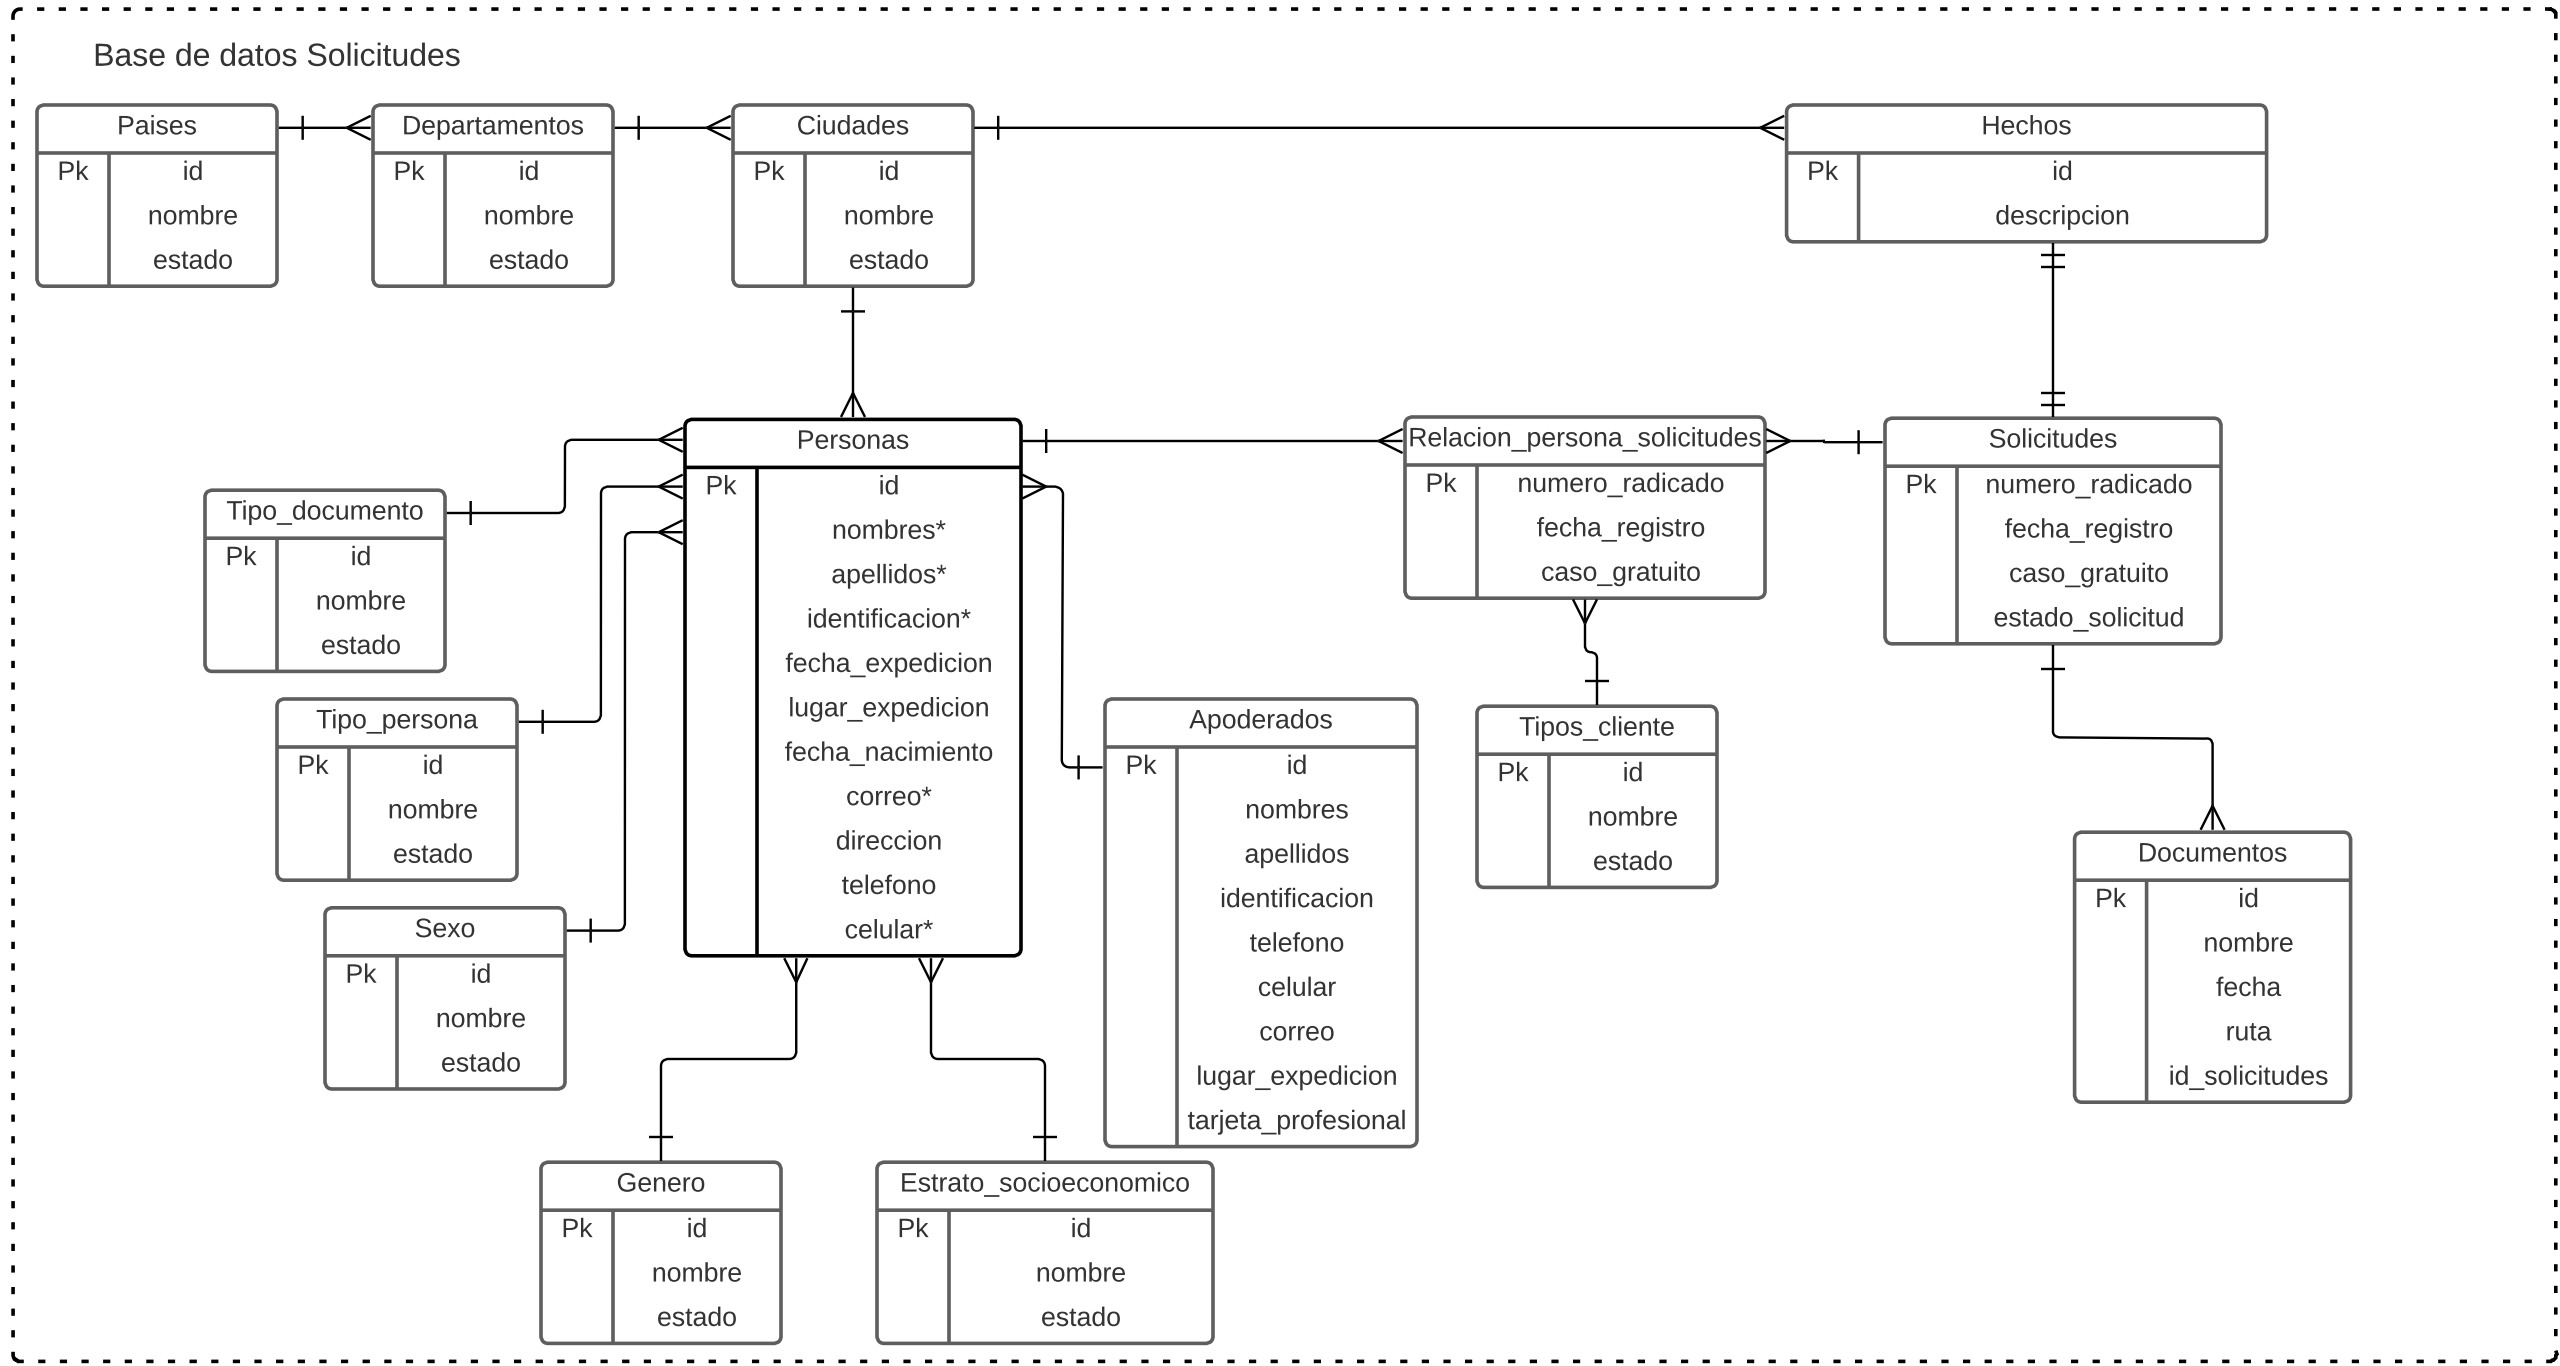 Base de datos Solicitudes
Paises
Pk id
nombre
estado
Departamentos
Pk id
nombre
estado
Ciudades
Pk id
nombre
estado
Hechos
Pk id
descripcion
Personas
Pk id
nombres*
apellidos*
identificacion*
fecha_expedicion
lugar_expedicion
fecha_nacimiento
correo*
direccion
telefono
celular*
Relacion_persona_solicitudes
Pk numero_radicado
fecha_registro
caso_gratuito
Solicitudes
Pk numero_radicado
fecha_registro
caso_gratuito
estado_solicitud
Tipo_documento
Pk id
nombre
estado
Tipo_persona
Pk id
nombre
estado
Apoderados
Pk id
nombres
apellidos
identificacion
telefono
celular
correo
lugar_expedicion
tarjeta_profesional
Tipos_cliente
Pk id
nombre
estado
Documentos
Pk id
nombre
fecha
ruta
id_solicitudes
Sexo
Pk id
nombre
estado
Genero
Pk id
nombre
estado
Estrato_socioeconomico
Pk id
nombre
estado